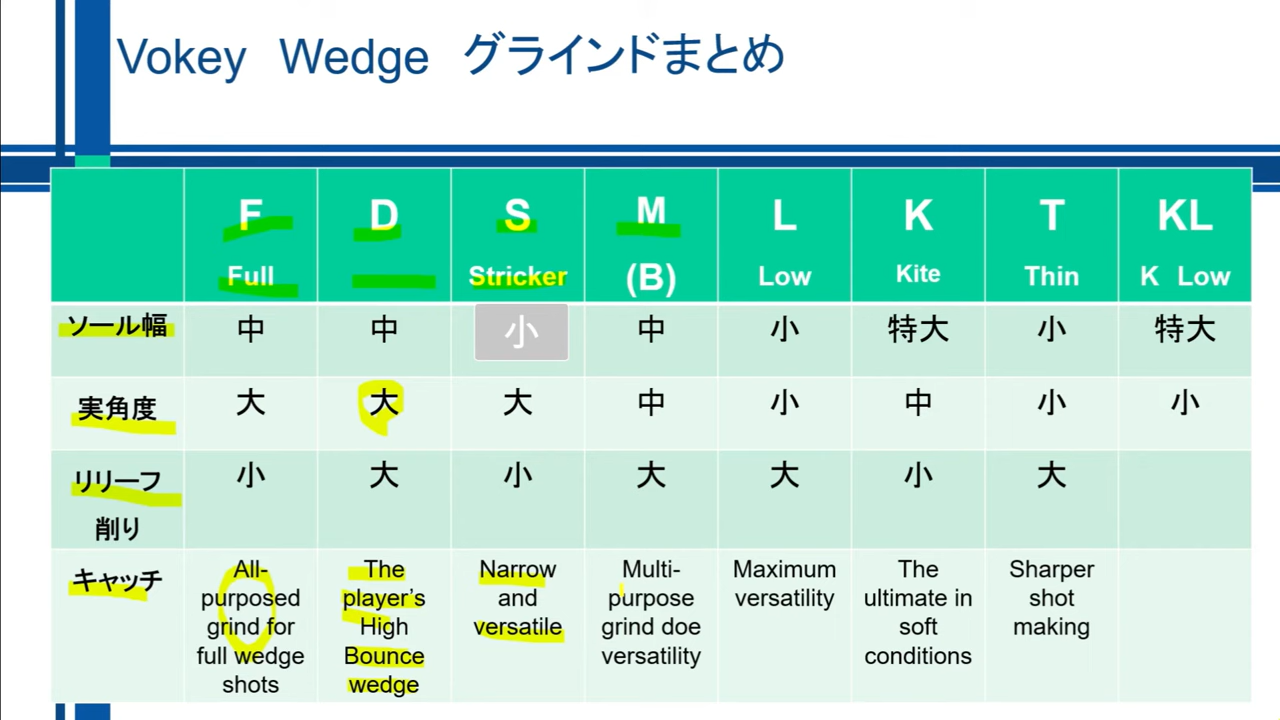 Vokey Wedge グラインドまとめ
F D S M L K T KL
Full Stricker (B) Low Kite Thin K Low
ソール幅 中 中 小 中 小 特大 小 特大
実角度 大 大 大 中 小 中 小 小
リリーフ 小 大 小 大 大 小 大
削り
キャッチ
All-
purposed
grind for
full wedge
shots
The
player’s
High
Bounce
wedge
Narrow
and
versatile
Multi-
purpose
grind doe
versatility
Maximum
versatility
The
ultimate in
soft
conditions
Sharper
shot
making